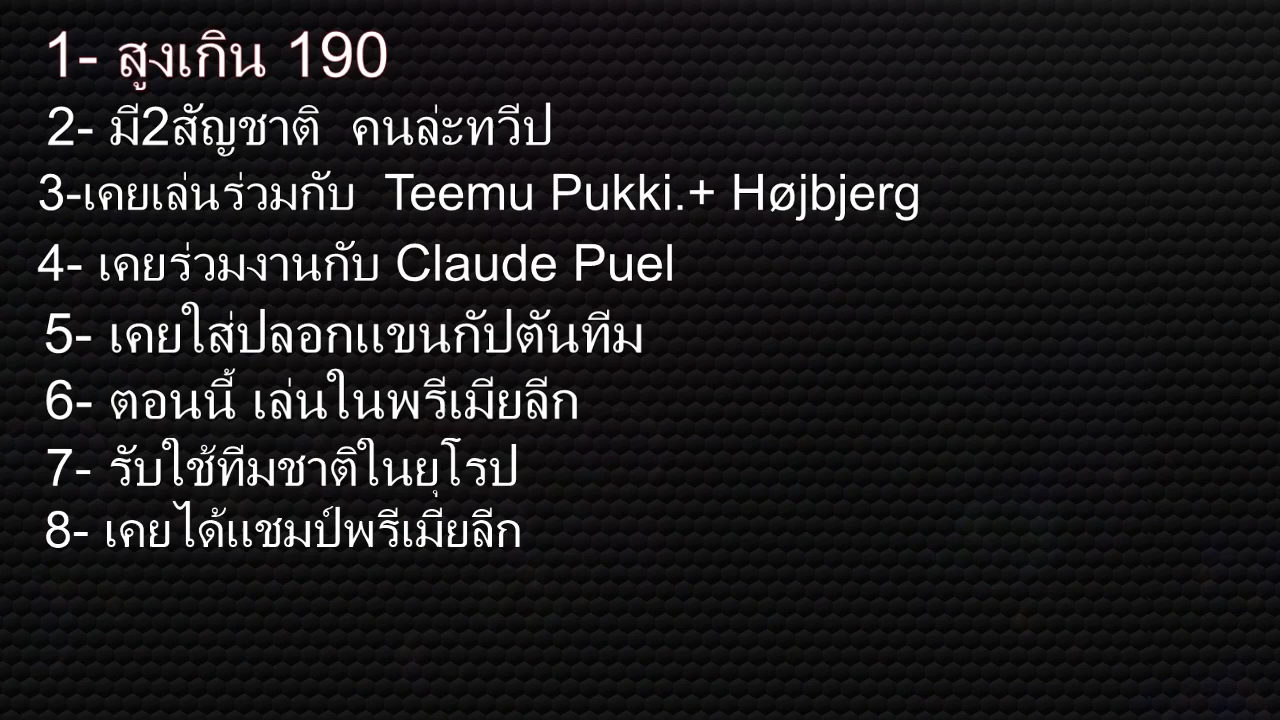 1- สูงเกิน 190
2- มี2สัญชาติ คนล่ะทวีป
3-เคยเล่นร่วมกับ Teemu Pukki.+ Højbjerg
4- เคยร่วมงานกับ Claude Puel
5- เคยใส่ปลอกแขนกัปตันทีม
6- ตอนนี้ เล่นในพรีเมียลีก
7- รับใช้ทีมชาติในยุโรป
8- เคยได้แชมป์พรีเมียลีก